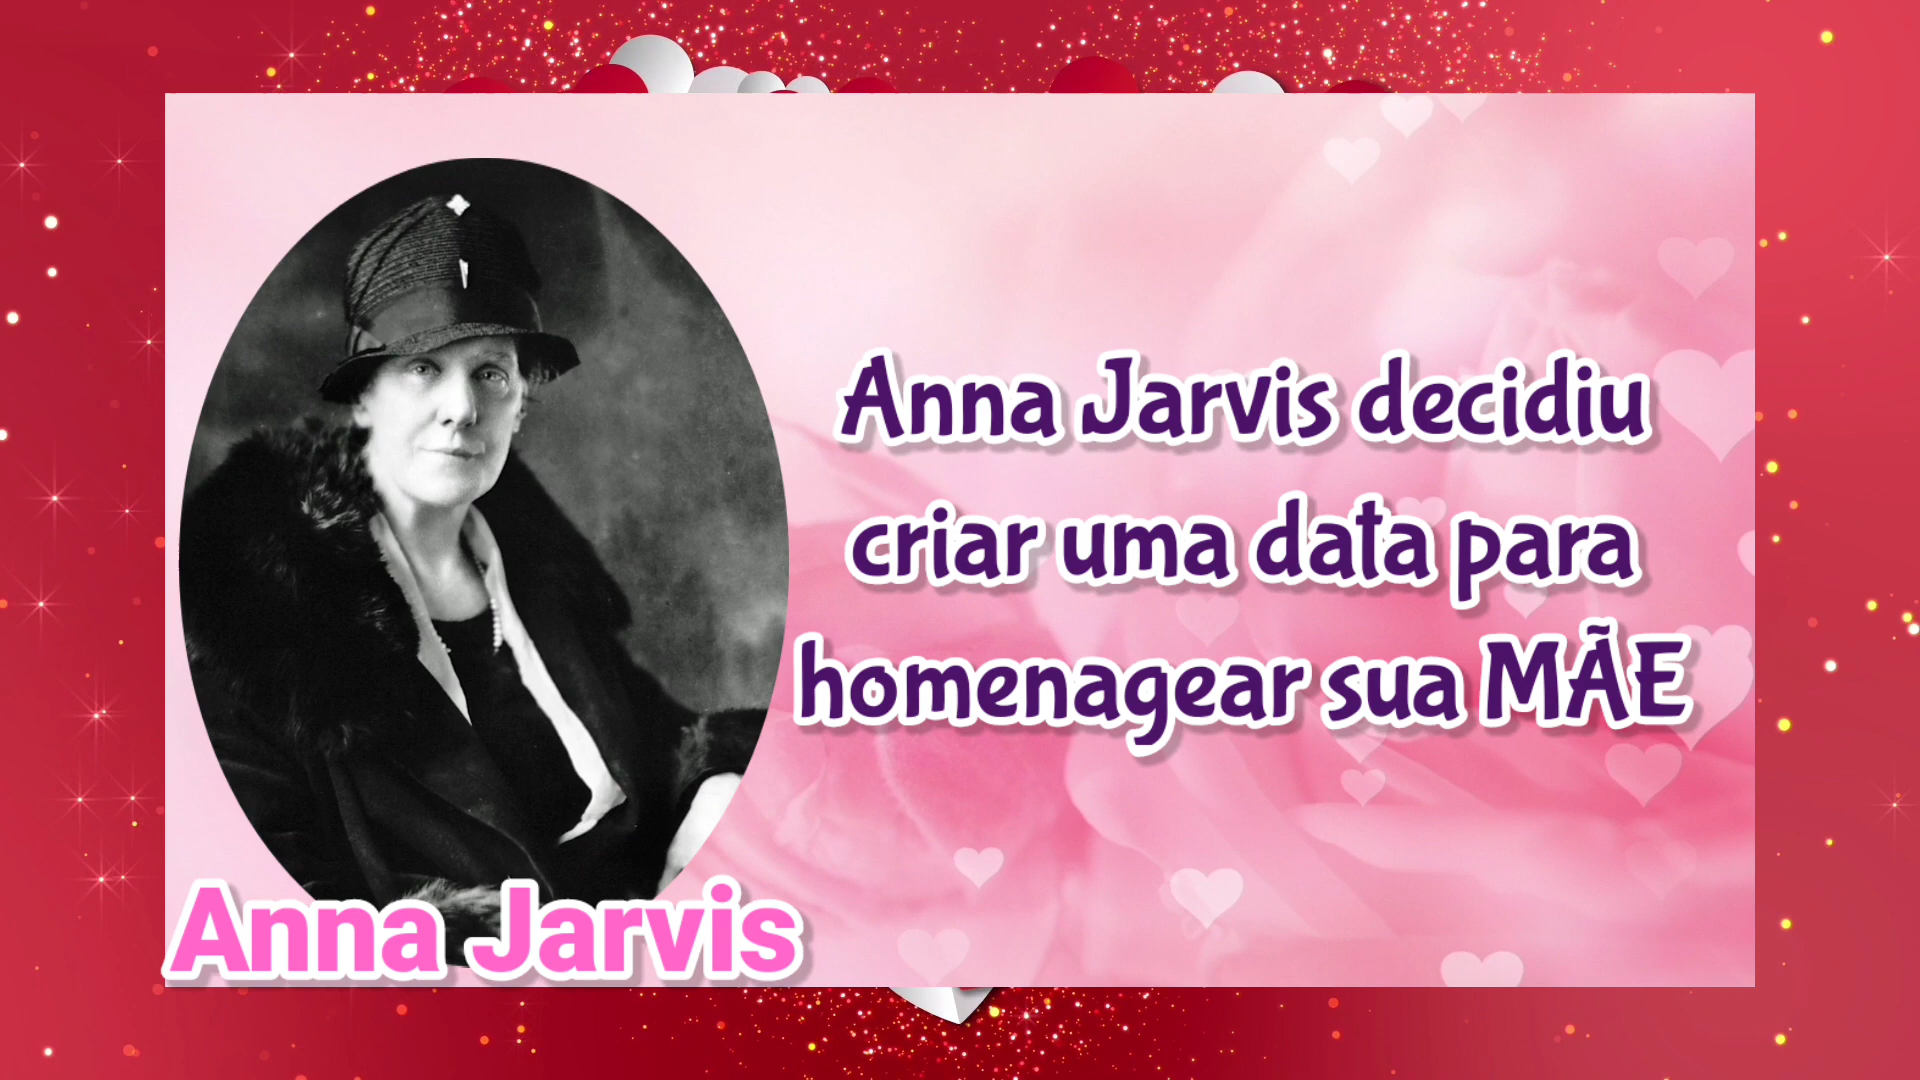 Anna Jarvis decidiu
criar uma data para
homenagear sua MÃE
Anna Jarvis